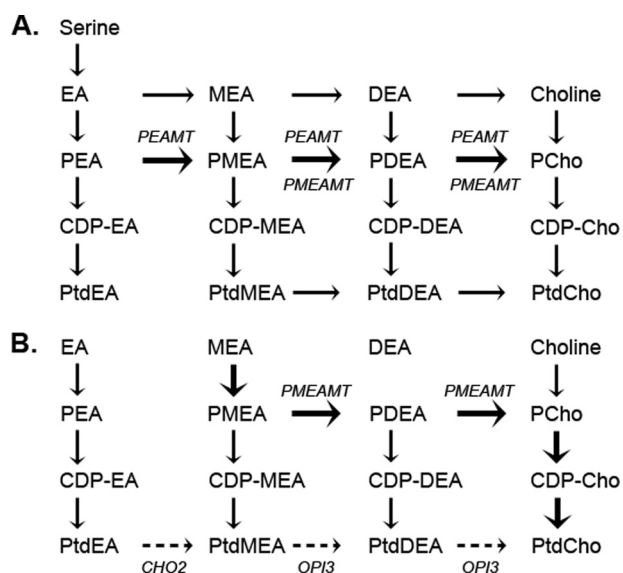 A. Serine
EA MEA DEA Choline
PEAMT PEAMT PEAMT
PEA PMEA PDEA PCho
PMEAMT PMEAMT
CDP-EA CDP-MEA CDP-DEA CDP-Cho
PtdEA PtdMEA PtdDEA PtdCho
B. EA MEA DEA Choline
PMEAMT PMEAMT
PEA PMEA PDEA PCho
CDP-EA CDP-MEA CDP-DEA CDP-Cho
PtdEA PtdMEA PtdDEA PtdCho
CHO2 OPI3 OPI3